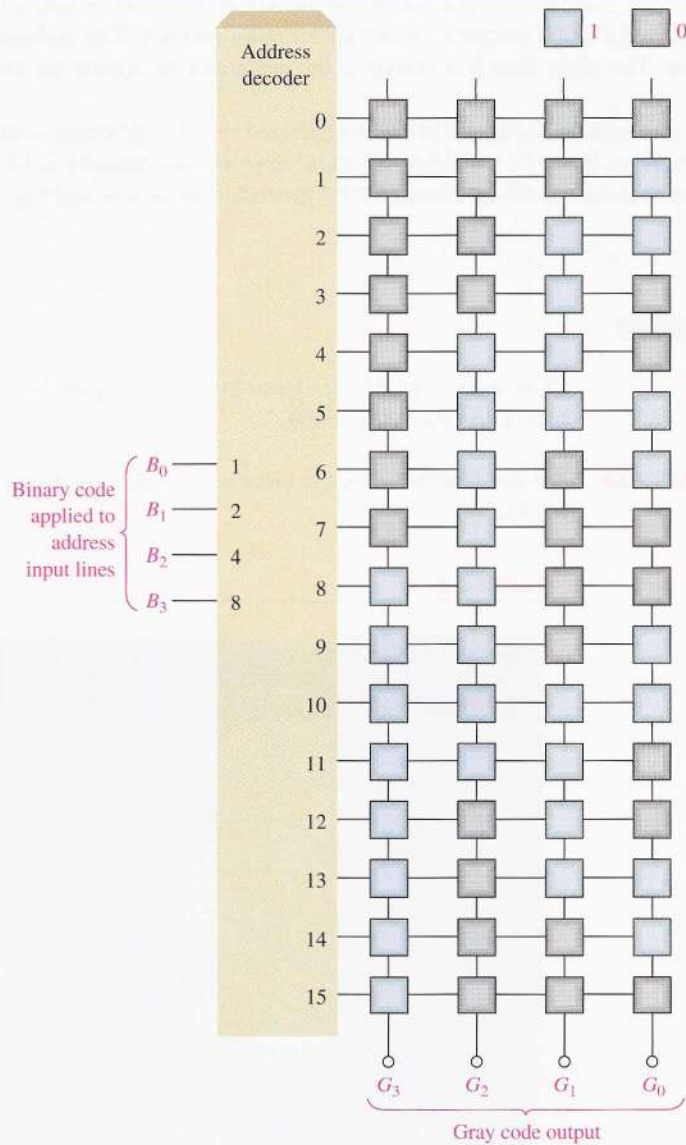 1 0
Address
decoder
0
1
2
3
4
5
6
7
8
9
10
11
12
13
14
15
Binary code
applied to
address
input lines
B₀ 1
B₁ 2
B₂ 4
B₃ 8
G₃ G₂ G₁ G₀
Gray code output